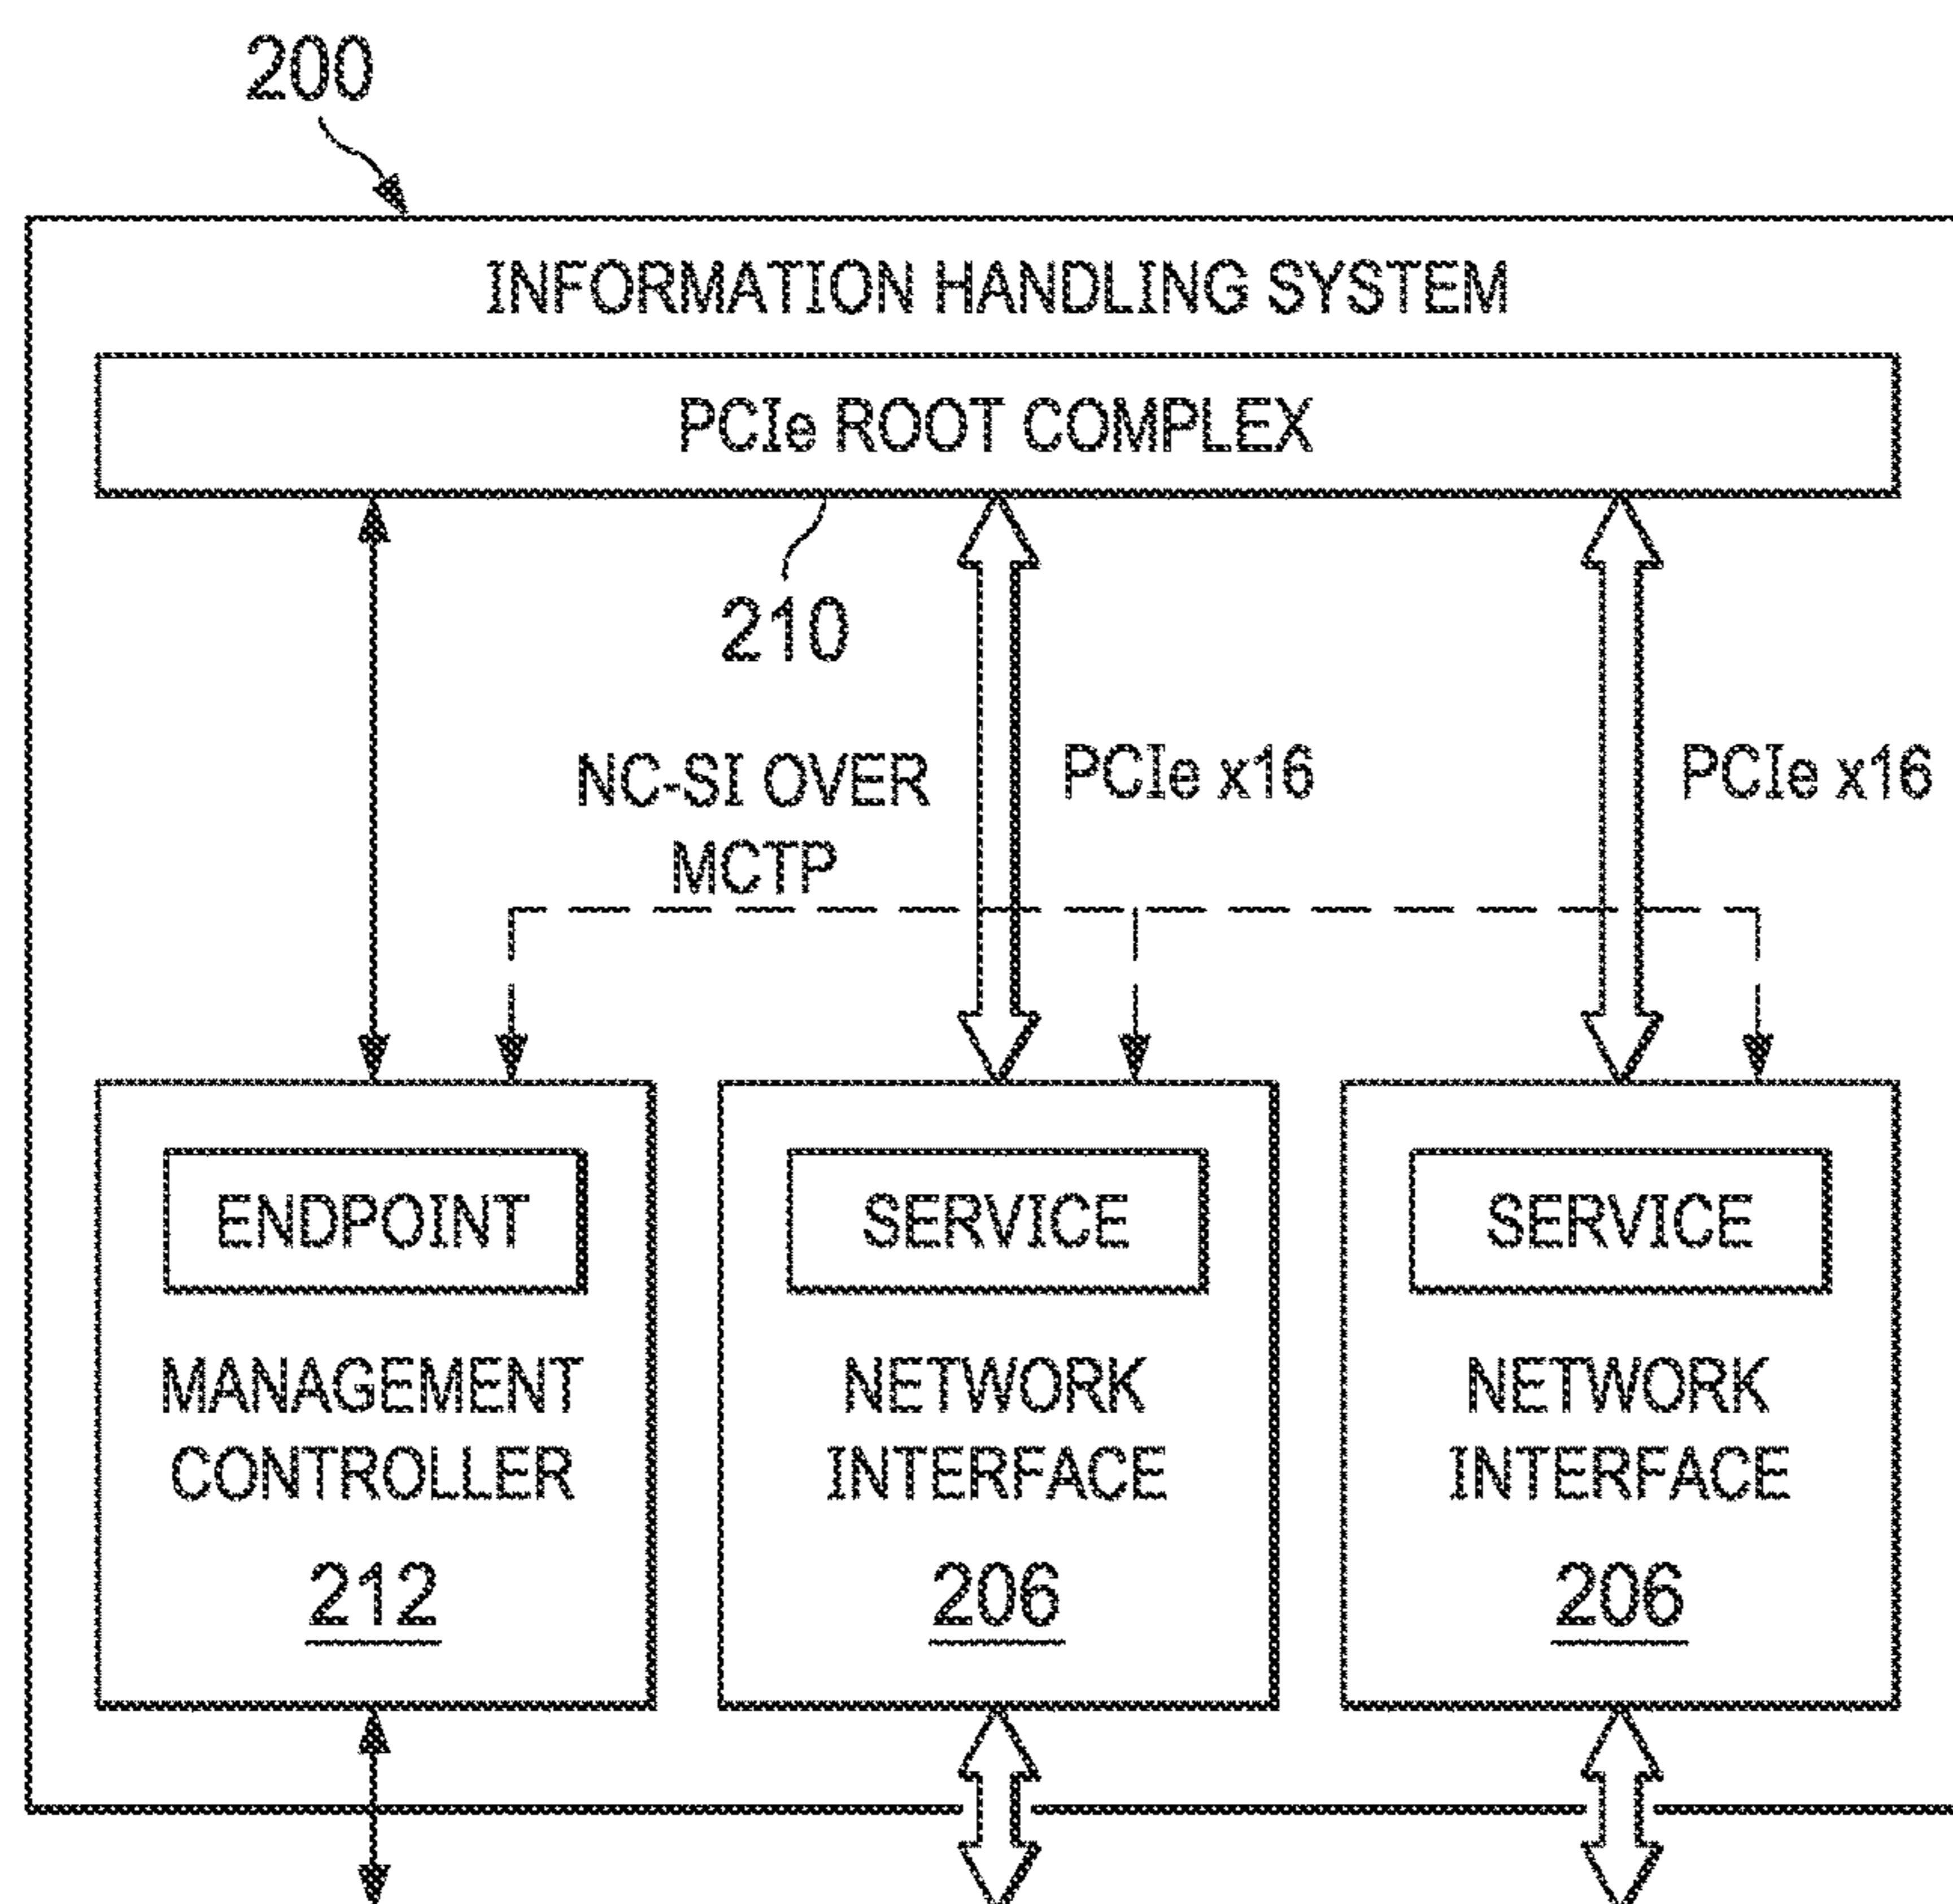 200
INFORMATION HANDLING SYSTEM
PCIe ROOT COMPLEX
210
NC-SI OVER
MCTP
PCIe x16
PCIe x16
ENDPOINT
MANAGEMENT
CONTROLLER
212
SERVICE
NETWORK
INTERFACE
206
SERVICE
NETWORK
INTERFACE
206